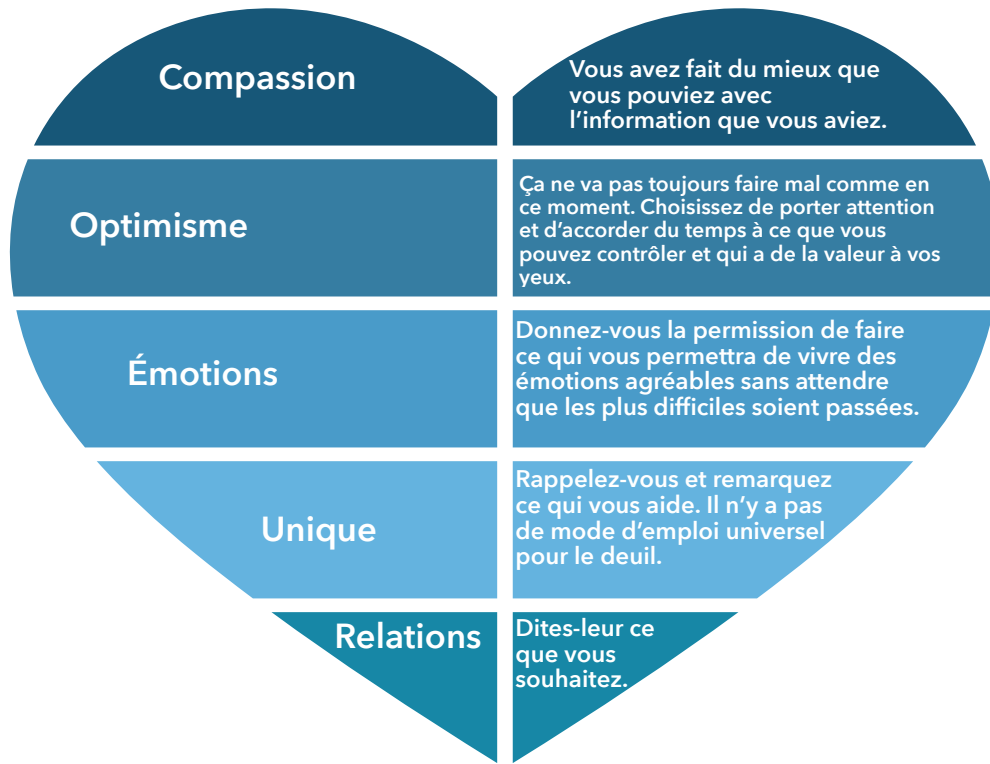 Compassion
Vous avez fait du mieux que
vous pouviez avec
l’information que vous aviez.
Optimisme
Ça ne va pas toujours faire mal comme en
ce moment. Choisissez de porter attention
et d’accorder du temps à ce que vous
pouvez contrôler et qui a de la valeur à vos
yeux.
Émotions
Donnez-vous la permission de faire
ce qui vous permettra de vivre des
émotions agréables sans attendre
que les plus difficiles soient passées.
Unique
Rappelez-vous et remarquez
ce qui vous aide. Il n’y a pas
de mode d’emploi universel
pour le deuil.
Relations
Dites-leur ce
que vous
souhaitez.